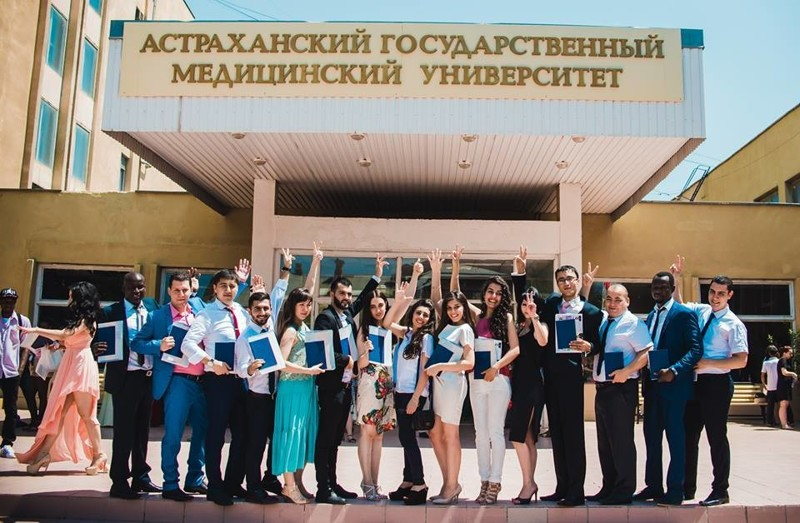 АСТРАХАНСКИЙ ГОСУДАРСТВЕННЫЙ
МЕДИЦИНСКИЙ УНИВЕРСИТЕТ